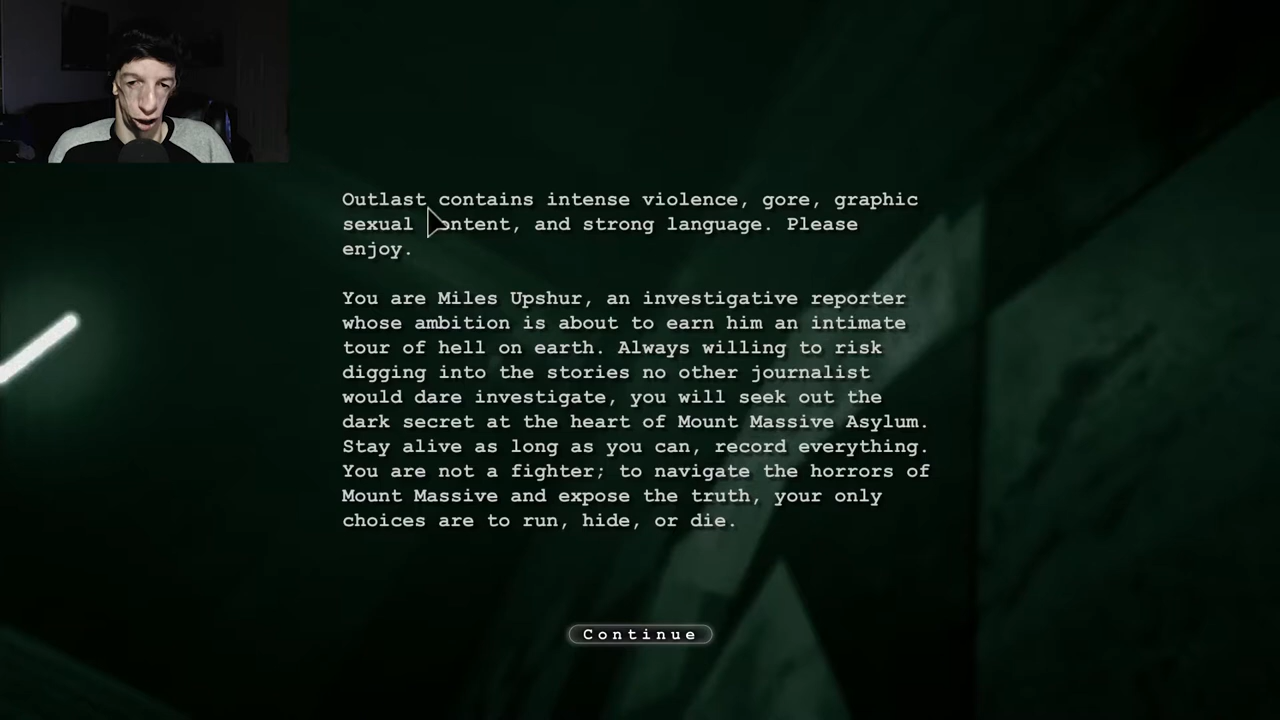 Outlast contains intense violence, gore, graphic
sexual content, and strong language. Please
enjoy.
You are Miles Upshur, an investigative reporter
whose ambition is about to earn him an intimate
tour of hell on earth. Always willing to risk
digging into the stories no other journalist
would dare investigate, you will seek out the
dark secret at the heart of Mount Massive Asylum.
Stay alive as long as you can, record everything.
You are not a fighter; to navigate the horrors of
Mount Massive and expose the truth, your only
choices are to run, hide, or die.
Continue